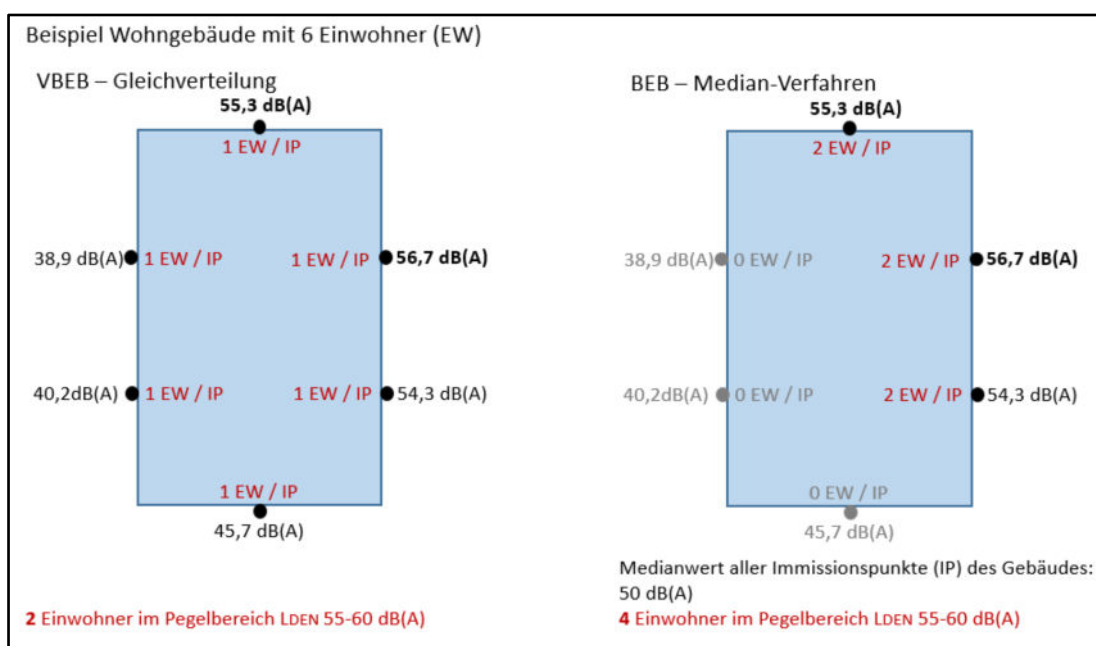 Beispiel Wohngebäude mit 6 Einwohner (EW)
VBEB – Gleichverteilung
55,3 dB(A)
1 EW / IP
38,9 dB(A)
1 EW / IP
1 EW / IP
56,7 dB(A)
40,2dB(A)
1 EW / IP
1 EW / IP
54,3 dB(A)
1 EW / IP
45,7 dB(A)
2 Einwohner im Pegelbereich LDEN 55-60 dB(A)
BEB – Median-Verfahren
55,3 dB(A)
2 EW / IP
38,9 dB(A)
0 EW / IP
2 EW / IP
56,7 dB(A)
40,2dB(A)
0 EW / IP
2 EW / IP
54,3 dB(A)
0 EW / IP
45,7 dB(A)
Medianwert aller Immissionspunkte (IP) des Gebäudes:
50 dB(A)
4 Einwohner im Pegelbereich LDEN 55-60 dB(A)